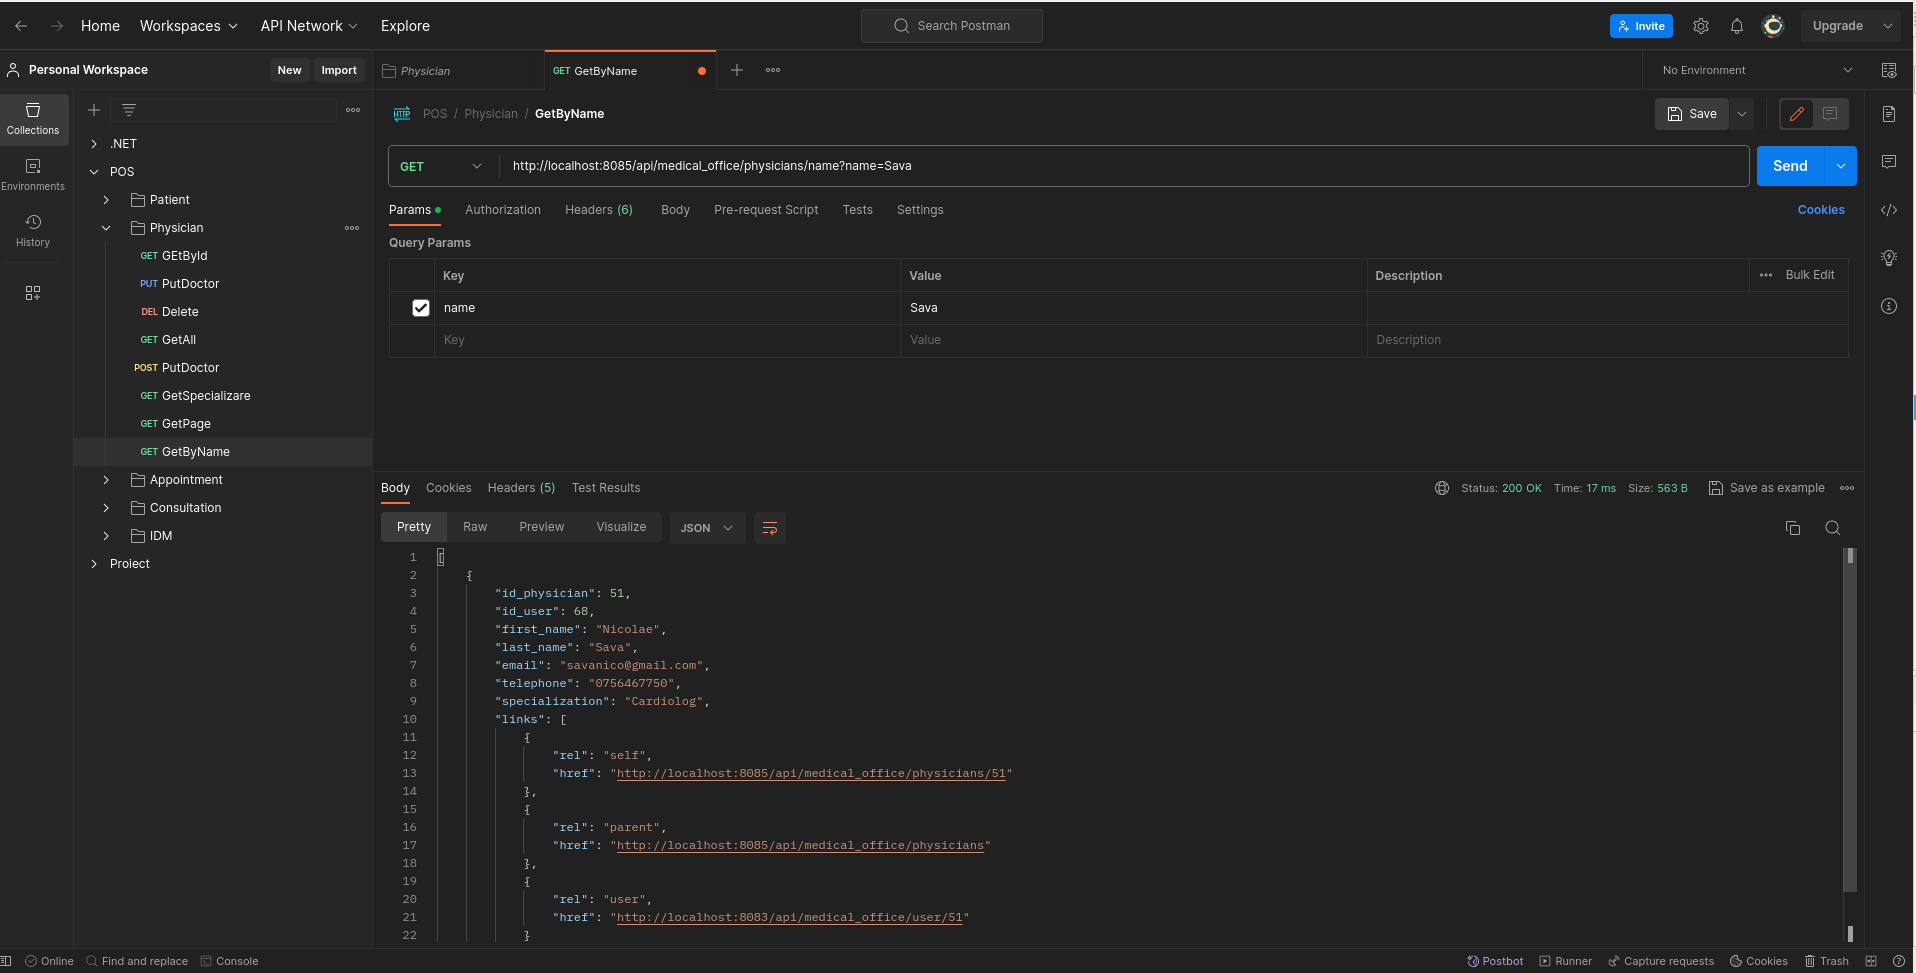 Home Workspaces API Network Explore Search Postman Invite Upgrade
Personal Workspace New Import Physician GET GetByName No Environment
Collections
Environments
History
.NET
POS
Patient
Physician
GET GEtById
PUT PutDoctor
DEL Delete
GET GetAll
POST PutDoctor
GET GetSpecializare
GET GetPage
GET GetByName
Appointment
Consultation
IDM
Proiect
HTTP POS / Physician / GetByName Save
GET http://localhost:8085/api/medical_office/physicians/name?name=Sava Send
Params Authorization Headers (6) Body Pre-request Script Tests Settings Cookies
Query Params
Key Value Description Bulk Edit
name Sava
Key Value Description
Body Cookies Headers (5) Test Results Status: 200 OK Time: 17 ms Size: 563 B Save as example
Pretty Raw Preview Visualize JSON
1 [
2 {
3 "id_physician": 51,
4 "id_user": 68,
5 "first_name": "Nicolae",
6 "last_name": "Sava",
7 "email": "savanico@gmail.com",
8 "telephone": "0756467750",
9 "specialization": "Cardiolog",
10 "links": [
11 {
12 "rel": "self",
13 "href": "http://localhost:8085/api/medical_office/physicians/51"
14 },
15 {
16 "rel": "parent",
17 "href": "http://localhost:8085/api/medical_office/physicians"
18 },
19 {
20 "rel": "user",
21 "href": "http://localhost:8083/api/medical_office/user/51"
22 }
Online Find and replace Console Postbot Runner Capture requests Cookies Trash